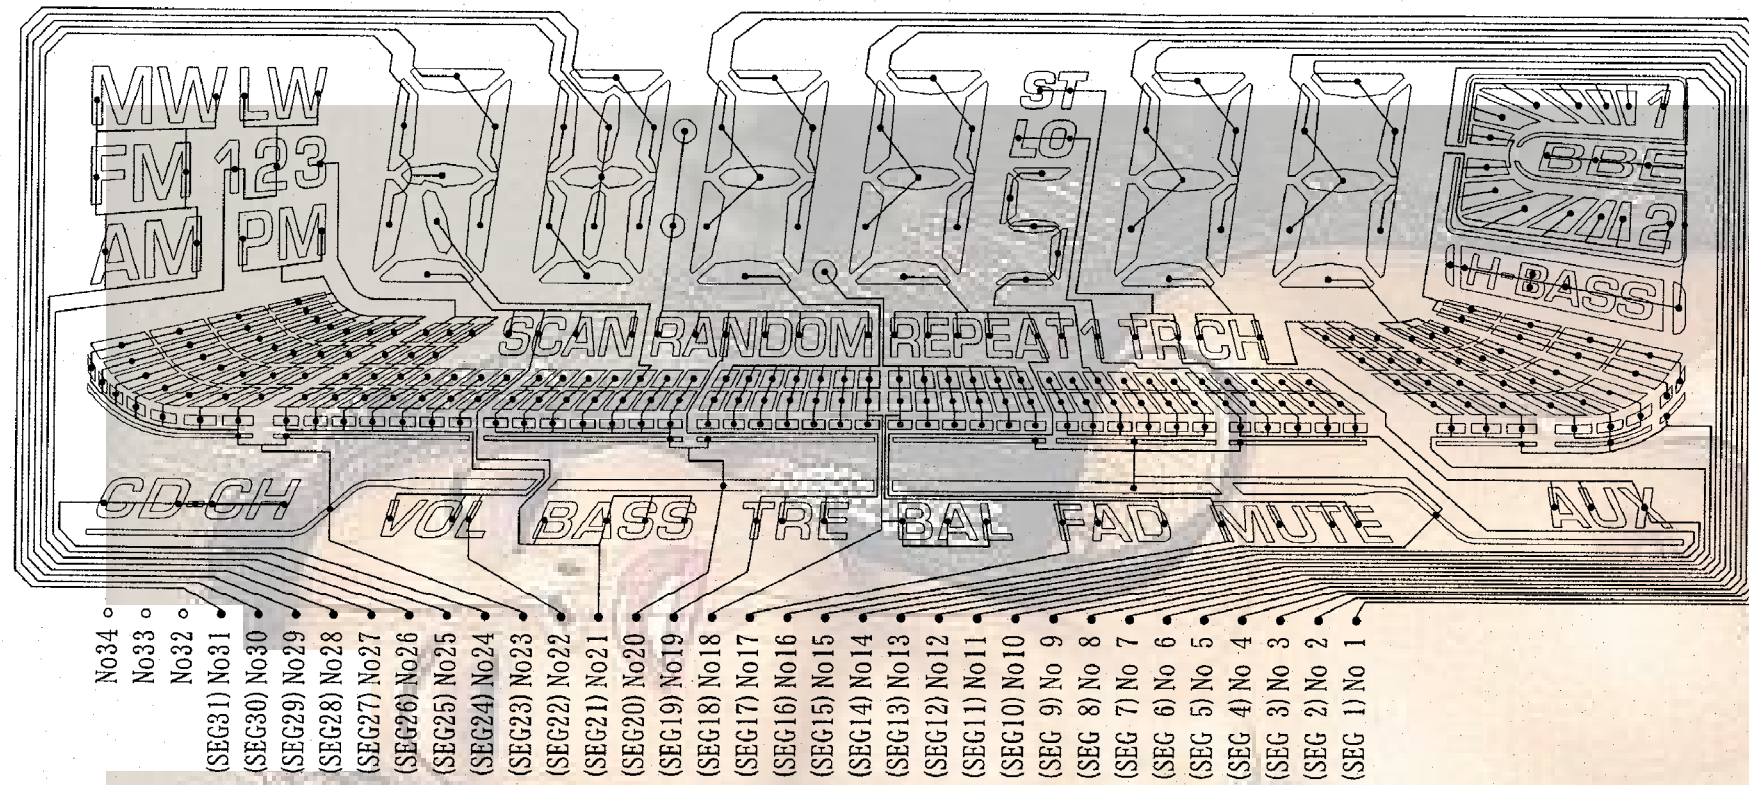 MW LW
ST
1
FM 123
LO
BBE
AM PM
2
H-BASS
SCAN RANDOM REPEAT1 TR CH
CD-CH VOL BASS TRE BAL FAD MUTE AUX
No34
No33
No32
(SEG31) No31
(SEG30) No30
(SEG29) No29
(SEG28) No28
(SEG27) No27
(SEG26) No26
(SEG25) No25
(SEG24) No24
(SEG23) No23
(SEG22) No22
(SEG21) No21
(SEG20) No20
(SEG19) No19
(SEG18) No18
(SEG17) No17
(SEG16) No16
(SEG15) No15
(SEG14) No14
(SEG13) No13
(SEG12) No12
(SEG11) No11
(SEG10) No10
(SEG 9) No 9
(SEG 8) No 8
(SEG 7) No 7
(SEG 6) No 6
(SEG 5) No 5
(SEG 4) No 4
(SEG 3) No 3
(SEG 2) No 2
(SEG 1) No 1